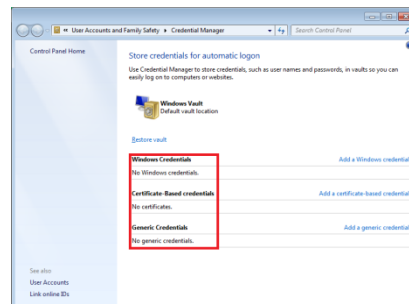 « User Accounts and Family Safety ▸ Credential Manager
Search Control Panel
Control Panel Home
Store credentials for automatic logon
Use Credential Manager to store credentials, such as user names and passwords, in vaults so you can
easily log on to computers or websites.
Windows Vault
Default vault location
Restore vault
Windows Credentials
Add a Windows credential
No Windows credentials.
Certificate-Based credentials
Add a certificate-based credential
No certificates.
Generic Credentials
Add a generic credential
No generic credentials.
See also
User Accounts
Link online IDs